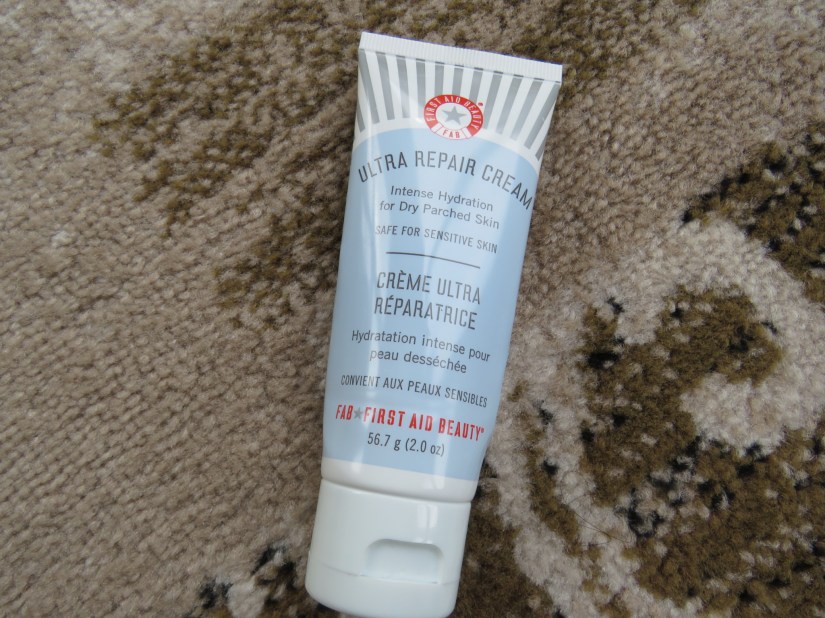 FIRST AID BEAUTY
FAB
ULTRA REPAIR CREAM
Intense Hydration
for Dry Parched Skin
SAFE FOR SENSITIVE SKIN
CRÈME ULTRA
RÉPARATRICE
Hydratation intense pour
peau desséchée
CONVIENT AUX PEAUX SENSIBLES
FAB★FIRST AID BEAUTY®
56.7 g (2.0 oz)